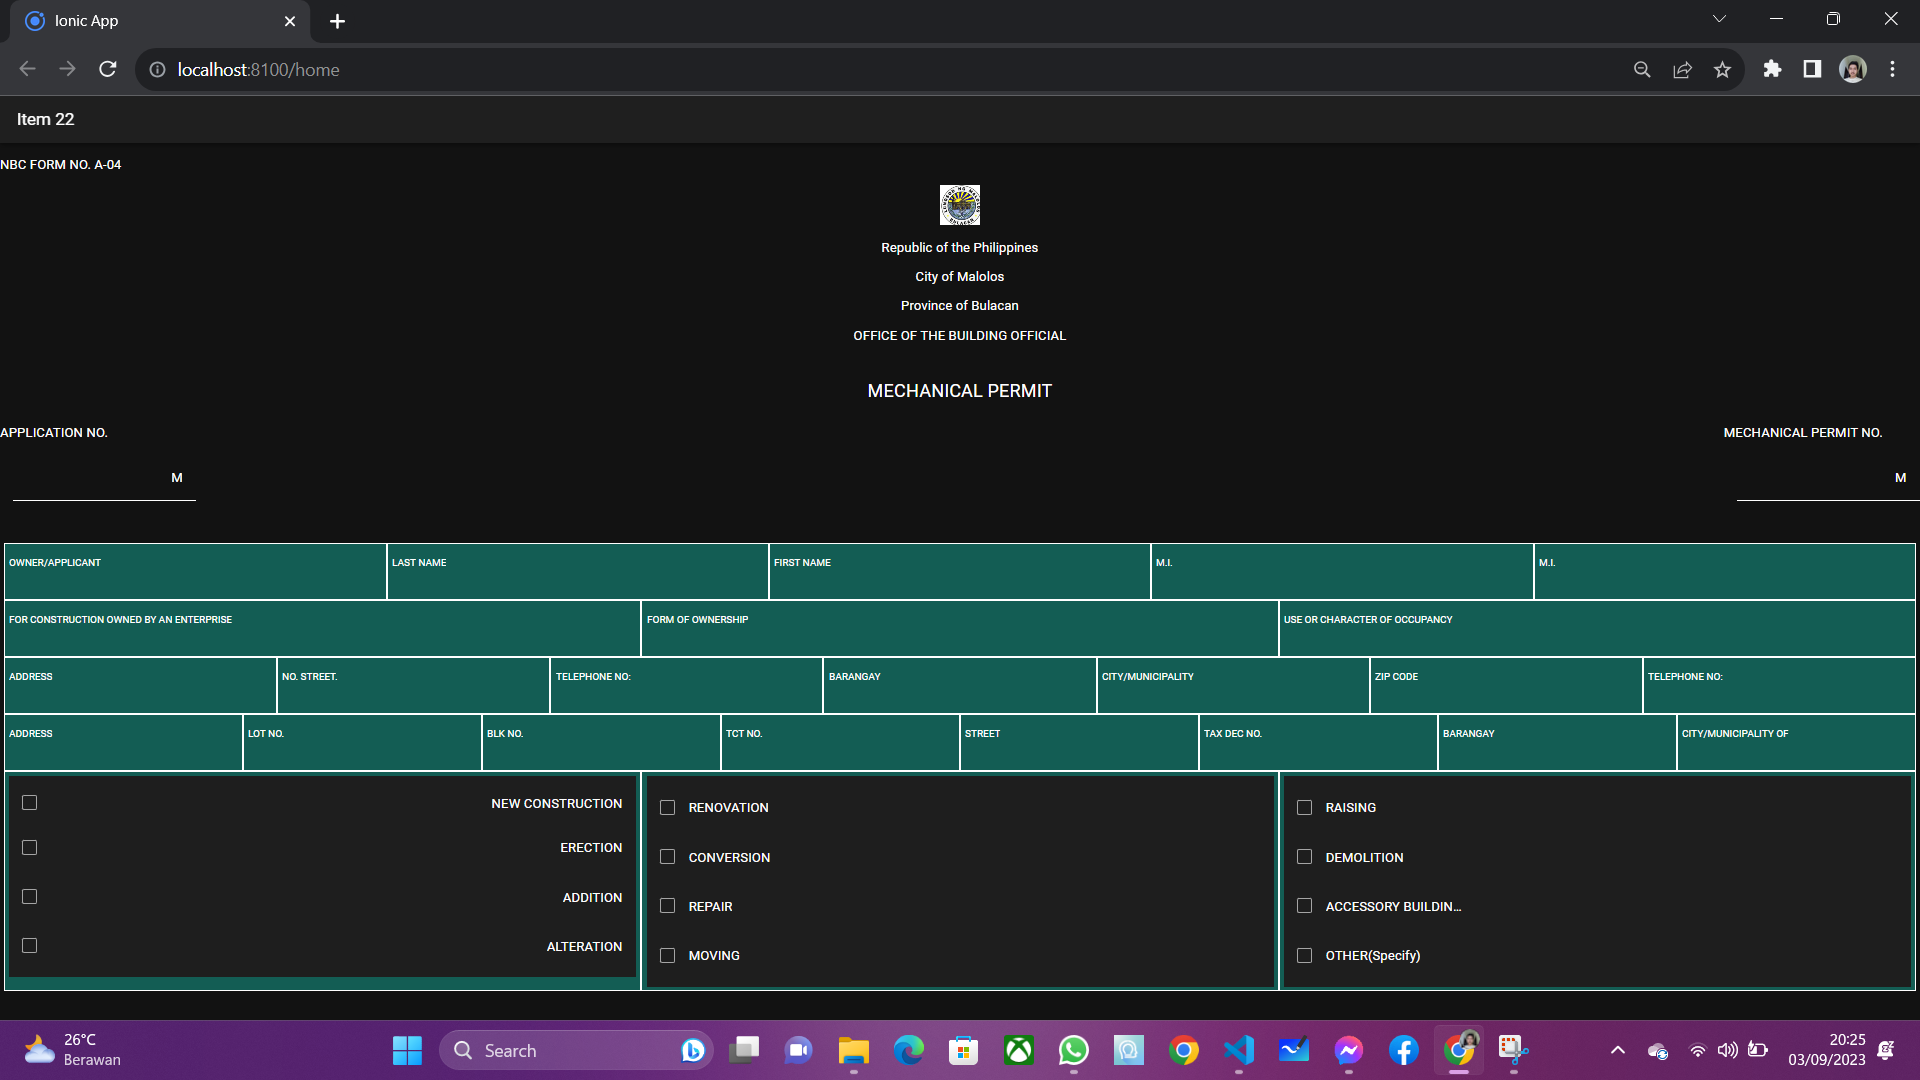 Ionic App
localhost:8100/home
Item 22
NBC FORM NO. A-04
Republic of the Philippines
City of Malolos
Province of Bulacan
OFFICE OF THE BUILDING OFFICIAL
MECHANICAL PERMIT
APPLICATION NO. MECHANICAL PERMIT NO.
M M
OWNER/APPLICANT LAST NAME FIRST NAME M.I. M.I.
FOR CONSTRUCTION OWNED BY AN ENTERPRISE FORM OF OWNERSHIP USE OR CHARACTER OF OCCUPANCY
ADDRESS NO. STREET. TELEPHONE NO: BARANGAY CITY/MUNICIPALITY ZIP CODE TELEPHONE NO:
ADDRESS LOT NO. BLK NO. TCT NO. STREET TAX DEC NO. BARANGAY CITY/MUNICIPALITY OF
NEW CONSTRUCTION RENOVATION RAISING
ERECTION CONVERSION DEMOLITION
ADDITION REPAIR ACCESSORY BUILDIN...
ALTERATION MOVING OTHER(Specify)
26°C
Berawan
Search
20:25
03/09/2023